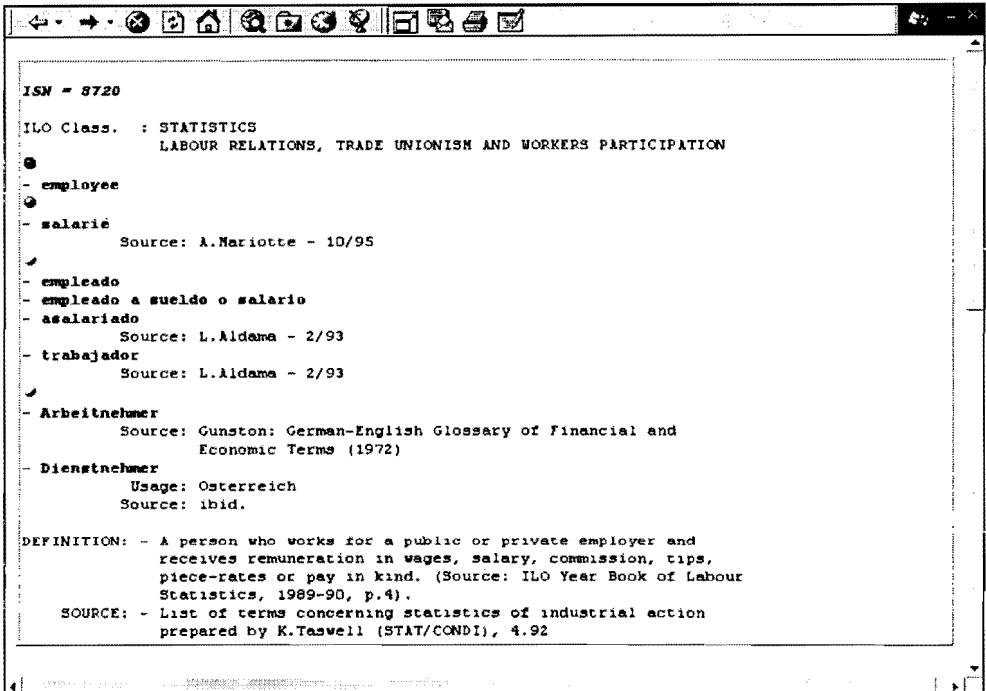 ISN = 8720
ILO Class. : STATISTICS
LABOUR RELATIONS, TRADE UNIONISM AND WORKERS PARTICIPATION
- employee
- salarié
Source: A.Mariotte - 10/95
- empleado
- empleado a sueldo o salario
- asalariado
Source: L.Aldama - 2/93
- trabajador
Source: L.Aldama - 2/93
- Arbeitnehmer
Source: Gunston: German-English Glossary of Financial and
Economic Terms (1972)
- Dienstnehmer
Usage: Osterreich
Source: ibid.
DEFINITION: - A person who works for a public or private employer and
receives remuneration in wages, salary, commission, tips,
piece-rates or pay in kind. (Source: ILO Year Book of Labour
Statistics, 1989-90, p.4).
SOURCE: - List of terms concerning statistics of industrial action
prepared by K.Taswell (STAT/CONDI), 4.92